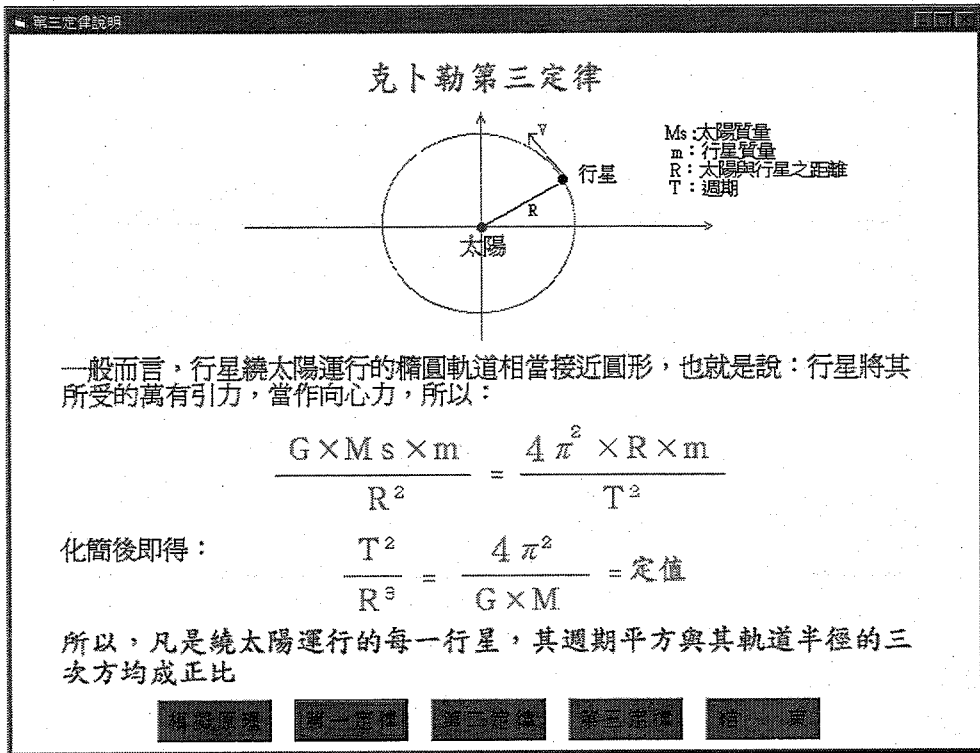 第三定律說明
克卜勒第三定律
V
行星
R
太陽
Ms:太陽質量
m：行星質量
R：太陽與行星之距離
T：週期
一般而言，行星繞太陽運行的橢圓軌道相當接近圓形，也就是說：行星將其
所受的萬有引力，當作向心力，所以：
G×Ms×m / R² = 4π²×R×m / T²
化簡後即得：
T² / R³ = 4π² / G×M = 定值
所以，凡是繞太陽運行的每一行星，其週期平方與其軌道半徑的三
次方均成正比
第一定律
第二定律
第三定律